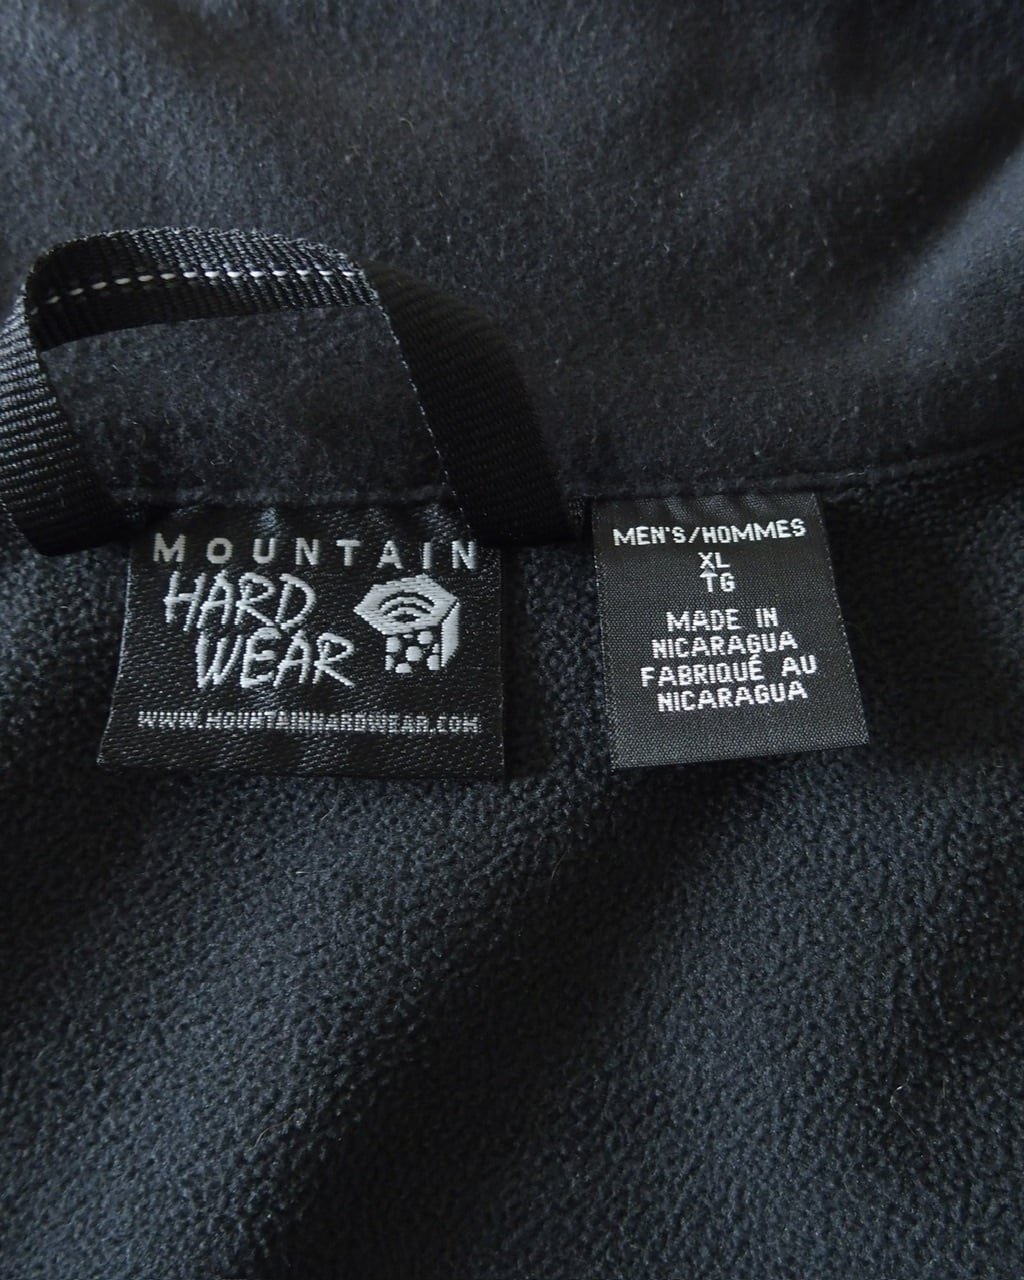 MOUNTAIN
HARD
WEAR
WWW.MOUNTAINHARDWEAR.COM
MEN'S/HOMMES
XL
TG
MADE IN
NICARAGUA
FABRIQUÉ AU
NICARAGUA